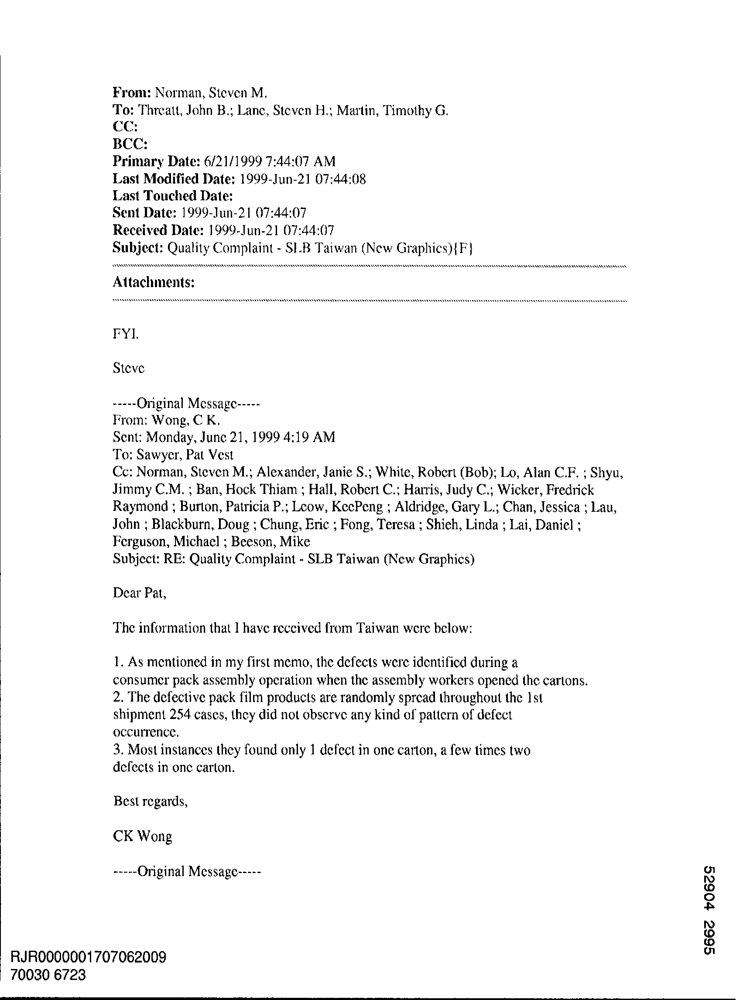 From: Norman, Steven M.
To: Threatt, John B.; Lane, Steven H.; Martin, Timothy G.
CC:
BCC:
Primary Date: 6/21/1999 7:44:07 AM
Last Modified Date: 1999-Jun-21 07:44:08
Last Touched Date:
Sent Date: 1999-Jun-21 07:44:07
Received Date: 1999-Jun-21 07:44:07
Subject: Quality Complaint - SLB Taiwan (New Graphics){F}
Attachments:
FYI.
Steve
-----Original Message-----
From: Wong, C K.
Sent: Monday, June 21, 1999 4:19 AM
To: Sawyer, Pat Vest
Cc: Norman, Steven M.; Alexander, Janie S.; White, Robert (Bob); Lo, Alan C.F. ; Shyu,
Jimmy C.M. ; Ban, Hock Thiam ; Hall, Robert C.; Harris, Judy C.; Wicker, Fredrick
Raymond ; Burton, Patricia P.; Leow, KeePeng ; Aldridge, Gary L.; Chan, Jessica ; Lau,
John ; Blackburn, Doug ; Chung, Eric ; Fong, Teresa ; Shieh, Linda ; Lai, Daniel ;
Ferguson, Michael ; Beeson, Mike
Subject: RE: Quality Complaint - SLB Taiwan (New Graphics)
Dear Pat,
The information that I have received from Taiwan were below:
1. As mentioned in my first memo, the defects were identified during a
consumer pack assembly operation when the assembly workers opened the cartons.
2. The defective pack film products are randomly spread throughout the 1st
shipment 254 cases, they did not observe any kind of pattern of defect
occurrence.
3. Most instances they found only 1 defect in one carton, a few times two
defects in one carton.
Best regards,
CK Wong
-----Original Message-----
52904 2995
RJR0000001707062009
70030 6723